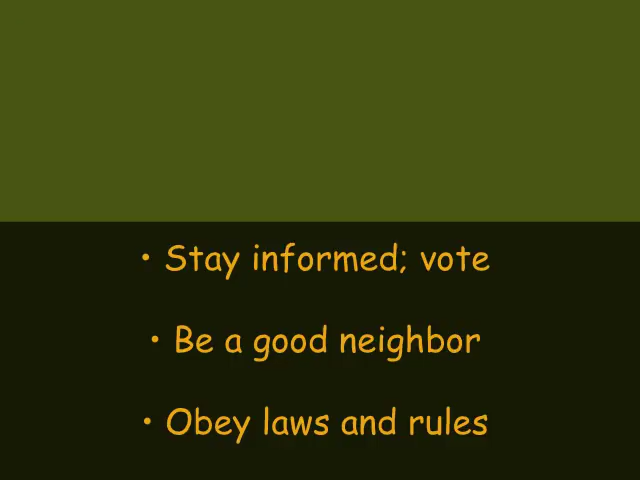 • Stay informed; vote
• Be a good neighbor
• Obey laws and rules